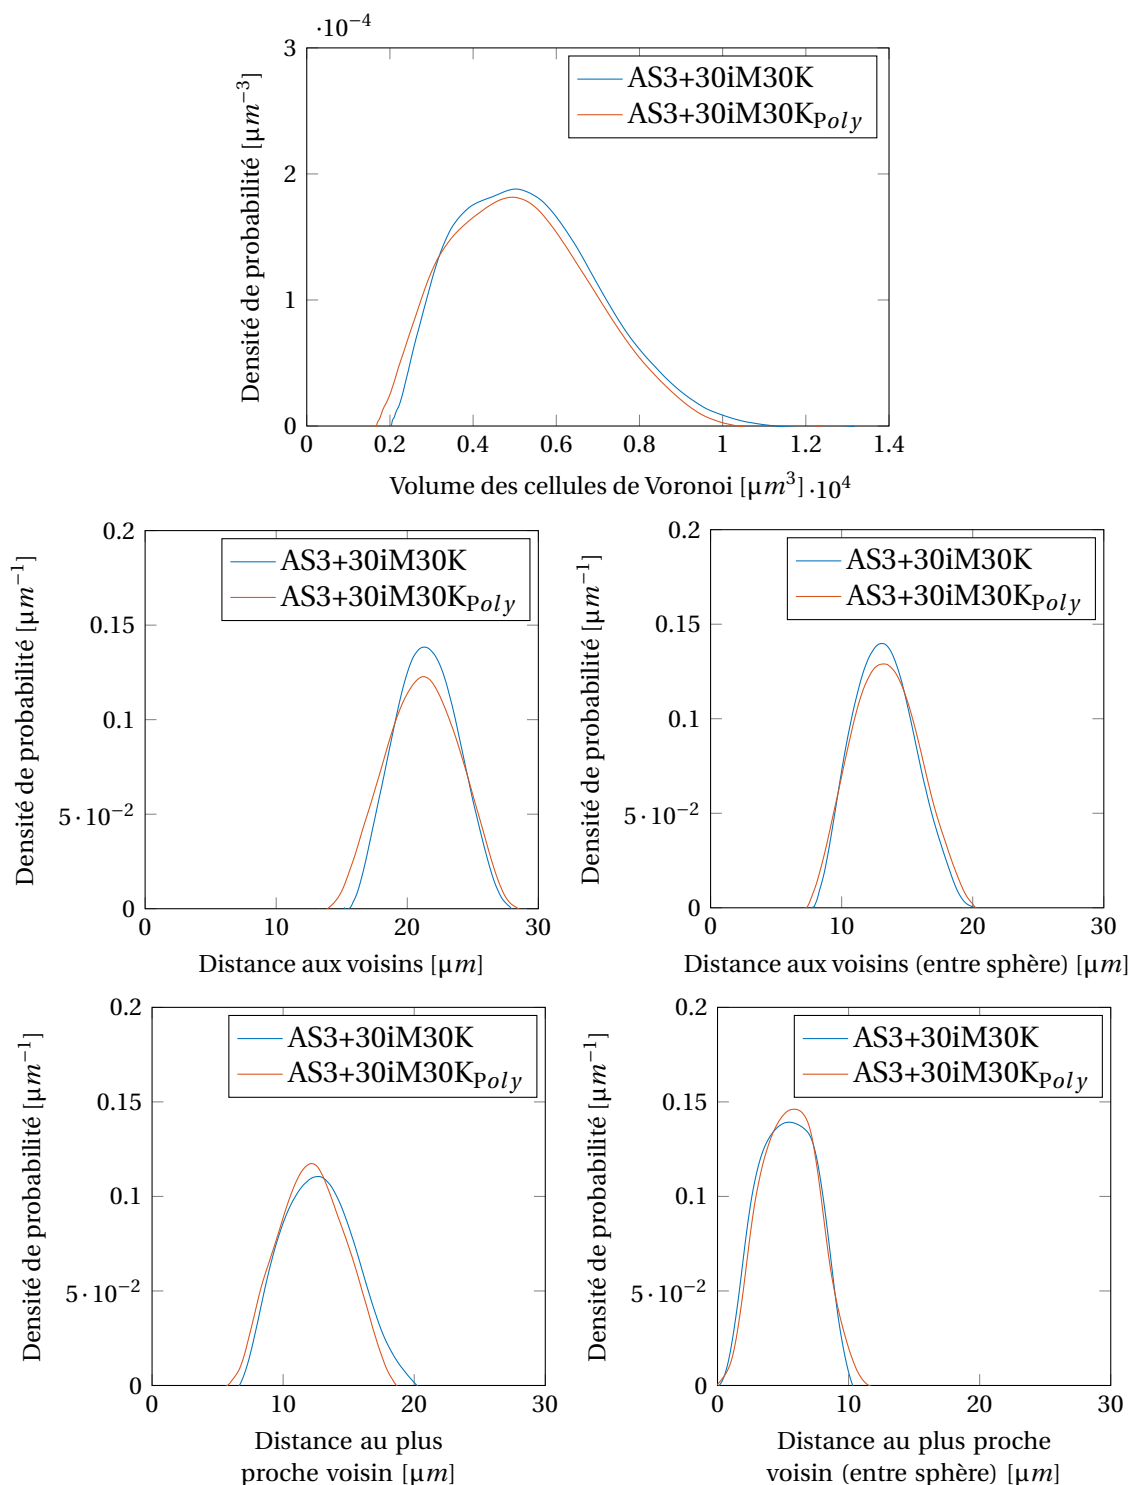 ·10⁻⁴
3
2
1
0
Densité de probabilité [µm⁻³]
AS3+30iM30K
AS3+30iM30K_Poly
0 0.2 0.4 0.6 0.8 1 1.2 1.4
Volume des cellules de Voronoi [µm³] ·10⁴
0.2
0.15
0.1
5·10⁻²
0
Densité de probabilité [µm⁻¹]
AS3+30iM30K
AS3+30iM30K_Poly
0 10 20 30
Distance aux voisins [µm]
0.2
0.15
0.1
5·10⁻²
0
Densité de probabilité [µm⁻¹]
AS3+30iM30K
AS3+30iM30K_Poly
0 10 20 30
Distance aux voisins (entre sphère) [µm]
0.2
0.15
0.1
5·10⁻²
0
Densité de probabilité [µm⁻¹]
AS3+30iM30K
AS3+30iM30K_Poly
0 10 20 30
Distance au plus
proche voisin [µm]
0.2
0.15
0.1
5·10⁻²
0
Densité de probabilité [µm⁻¹]
AS3+30iM30K
AS3+30iM30K_Poly
0 10 20 30
Distance au plus proche
voisin (entre sphère) [µm]